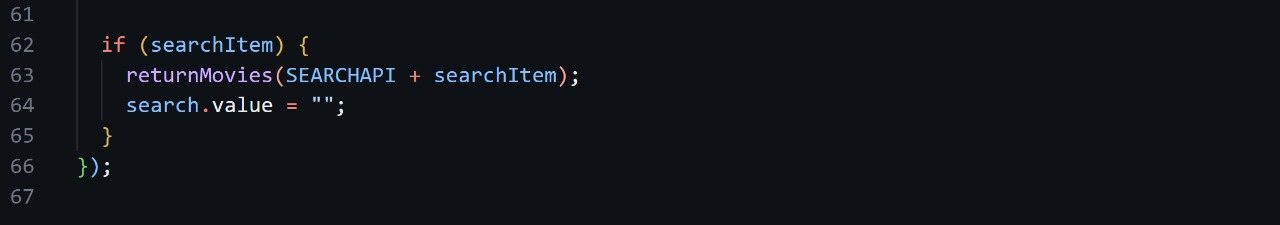 61
62 if (searchItem) {
63 returnMovies(SEARCHAPI + searchItem);
64 search.value = "";
65 }
66 });
67